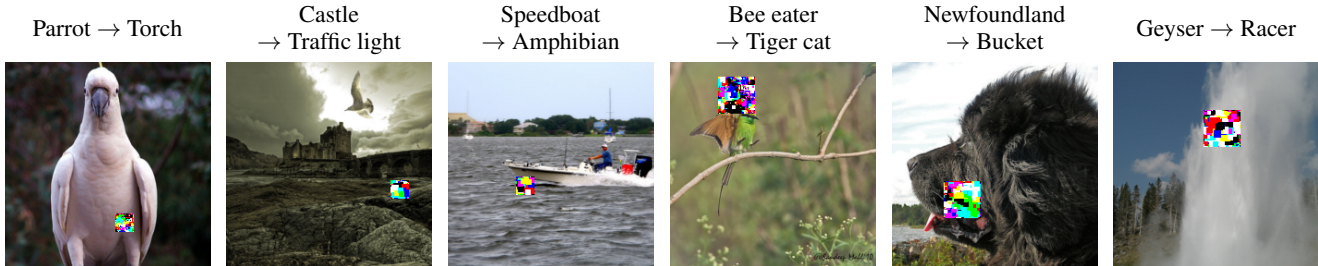 Parrot → Torch
Castle
→ Traffic light
Speedboat
→ Amphibian
Bee eater
→ Tiger cat
Newfoundland
→ Bucket
Geyser → Racer